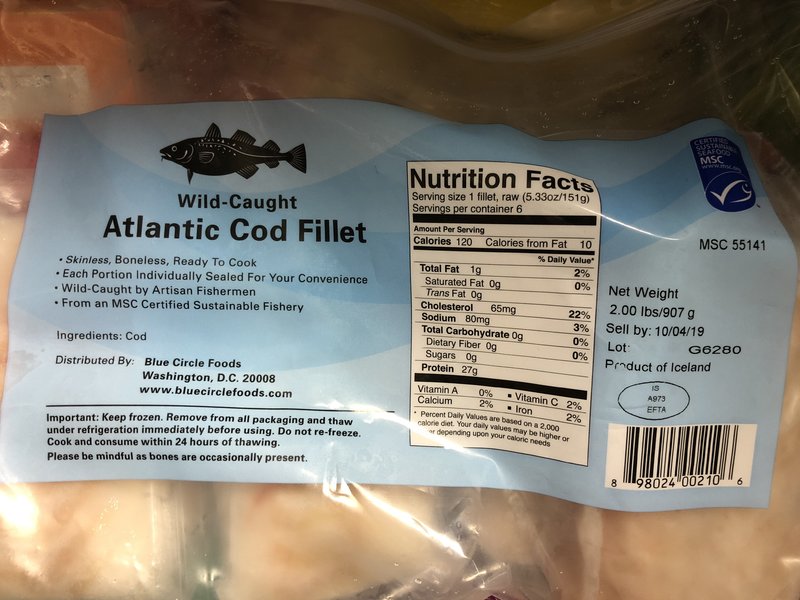 Wild-Caught
Atlantic Cod Fillet
• Skinless, Boneless, Ready To Cook
• Each Portion Individually Sealed For Your Convenience
• Wild-Caught by Artisan Fishermen
• From an MSC Certified Sustainable Fishery
Ingredients: Cod
Distributed By: Blue Circle Foods
Washington, D.C. 20008
www.bluecirclefoods.com
Important: Keep frozen. Remove from all packaging and thaw
under refrigeration immediately before using. Do not re-freeze.
Cook and consume within 24 hours of thawing.
Please be mindful as bones are occasionally present.
Nutrition Facts
Serving size 1 fillet, raw (5.33oz/151g)
Servings per container 6
Amount Per Serving
Calories 120 Calories from Fat 10
% Daily Value*
Total Fat 1g 2%
Saturated Fat 0g 0%
Trans Fat 0g
Cholesterol 65mg 22%
Sodium 80mg 3%
Total Carbohydrate 0g 0%
Dietary Fiber 0g 0%
Sugars 0g
Protein 27g
Vitamin A 0% • Vitamin C 2%
Calcium 2% • Iron 2%
* Percent Daily Values are based on a 2,000
calorie diet. Your daily values may be higher or
depending upon your caloric needs
CERTIFIED
SUSTAINABLE
SEAFOOD
MSC
www.msc.org
MSC 55141
Net Weight
2.00 lbs/907 g
Sell by: 10/04/19
Lot: G6280
Product of Iceland
IS
A973
EFTA
8 98024 00210 6